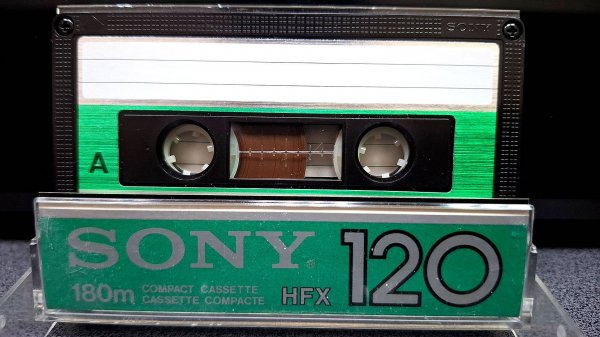 SONY
A
SONY 120
180m COMPACT CASSETTE
CASSETTE COMPACTE
HFX